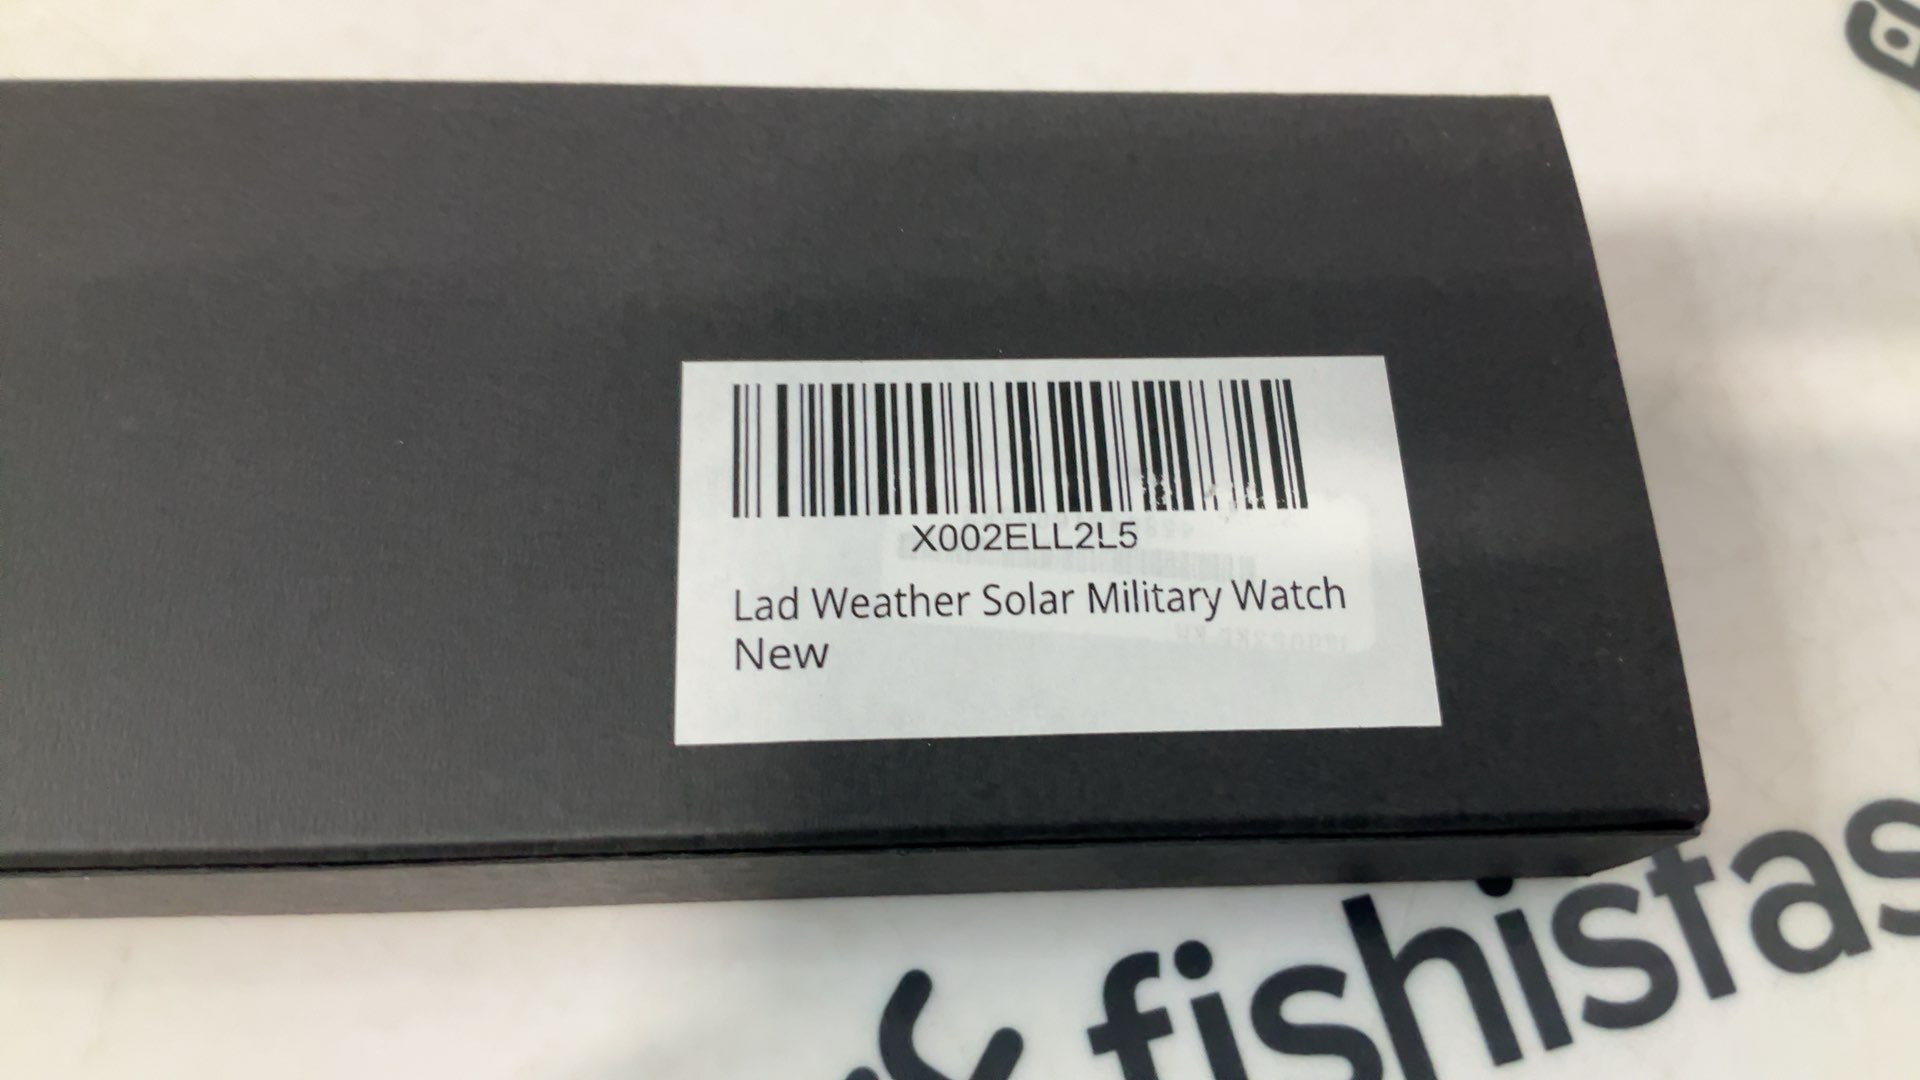 X002ELL2L5
Lad Weather Solar Military Watch
New
fishistas